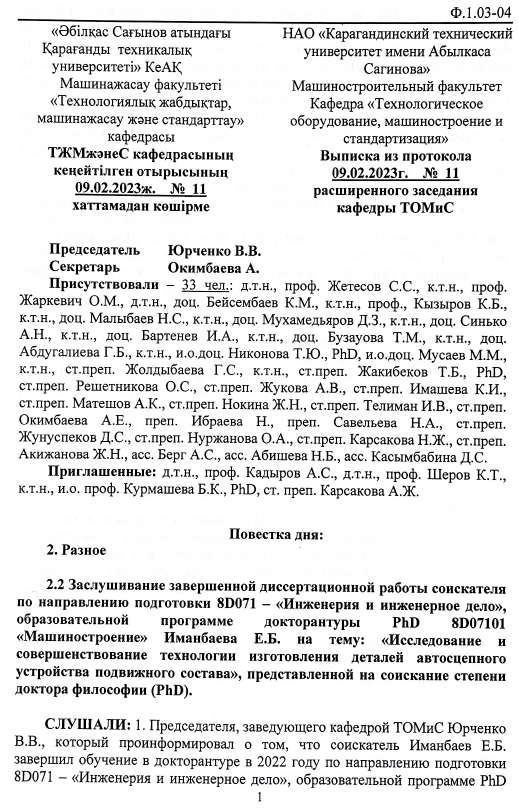 Ф.1.03-04
«Әбілқас Сағынов атындағы
Қарағанды техникалық
университеті» КеАҚ
Машинажасау факультеті
«Технологиялық жабдықтар,
машинажасау және стандарттау»
кафедрасы
ТЖМжәнеС кафедрасының
кеңейтілген отырысының
09.02.2023ж. № 11
хаттамадан көшірме
НАО «Карагандинский технический
университет имени Абылкаса
Сагинова»
Машиностроительный факультет
Кафедра «Технологическое
оборудование, машиностроение и
стандартизация»
Выписка из протокола
09.02.2023г. № 11
расширенного заседания
кафедры ТОМиС
Председатель Юрченко В.В.
Секретарь Окимбаева А.
Присутствовали – 33 чел.: д.т.н., проф. Жетесов С.С., к.т.н., проф.
Жаркевич О.М., д.т.н., доц. Бейсембаев К.М., к.т.н., проф., Кызыров К.Б.,
к.т.н., доц. Малыбаев Н.С., к.т.н., доц. Мухамедьяров Д.З., к.т.н., доц. Синько
А.Н., к.т.н., доц. Бартенев И.А., к.т.н., доц. Бузауова Т.М., к.т.н., доц.
Абдугалиева Г.Б., к.т.н., и.о.доц. Никонова Т.Ю., PhD, и.о.доц. Мусаев М.М.,
к.т.н., ст.преп. Жолдыбаева Г.С., к.т.н., ст.преп. Жакибеков Т.Б., PhD,
ст.преп. Решетникова О.С., ст.преп. Жукова А.В., ст.преп. Имашева К.И.,
ст.преп. Матешов А.К., ст.преп. Нокина Ж.Н., ст.преп. Телиман И.В., ст.преп.
Окимбаева А.Е., преп. Ибраева Н., преп. Савельева Н.А., ст.преп.
Жунуспеков Д.С., ст.преп. Нуржанова О.А., ст.преп. Карсакова Н.Ж., ст.преп.
Акижанова Ж.Н., асс. Берг А.С., асс. Абишева Н.Б., асс. Касымбабина Д.С.
Приглашенные: д.т.н., проф. Кадыров А.С., д.т.н., проф. Шеров К.Т.,
к.т.н., и.о. проф. Курмашева Б.К., PhD, ст. преп. Карсакова А.Ж.
Повестка дня:
2. Разное
2.2 Заслушивание завершенной диссертационной работы соискателя
по направлению подготовки 8D071 – «Инженерия и инженерное дело»,
образовательной программе докторантуры PhD 8D07101
«Машиностроение» Иманбаева Е.Б. на тему: «Исследование и
совершенствование технологии изготовления деталей автосцепного
устройства подвижного состава», представленной на соискание степени
доктора философии (PhD).
СЛУШАЛИ: 1. Председателя, заведующего кафедрой ТОМиС Юрченко
В.В., который проинформировал о том, что соискатель Иманбаев Е.Б.
завершил обучение в докторантуре в 2022 году по направлению подготовки
8D071 – «Инженерия и инженерное дело», образовательной программе PhD
1